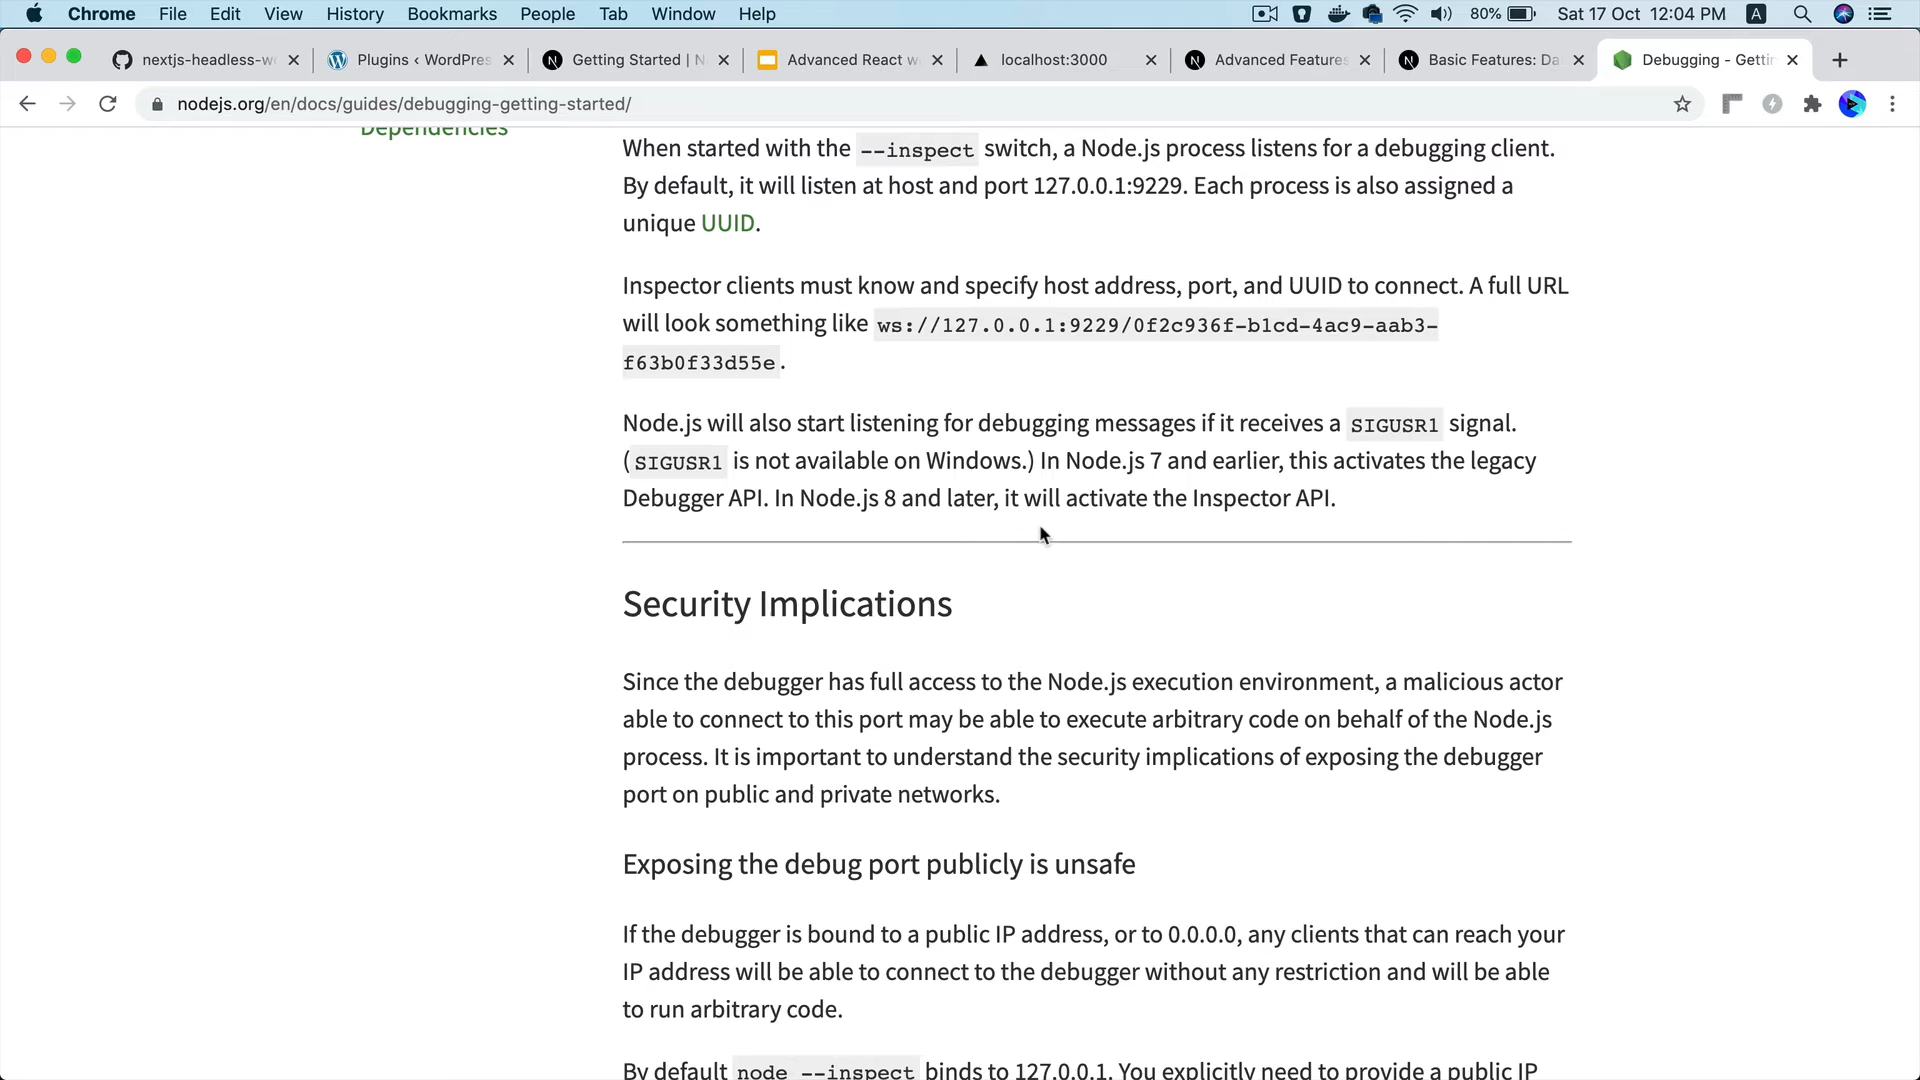 Chrome File Edit View History Bookmarks People Tab Window Help 80% Sat 17 Oct 12:04 PM A
nextjs-headless-w Plugins ‹ WordPres Getting Started | N Advanced React w localhost:3000 Advanced Features Basic Features: Da Debugging - Gettin
nodejs.org/en/docs/guides/debugging-getting-started/
Dependencies
When started with the --inspect switch, a Node.js process listens for a debugging client.
By default, it will listen at host and port 127.0.0.1:9229. Each process is also assigned a
unique UUID.
Inspector clients must know and specify host address, port, and UUID to connect. A full URL
will look something like ws://127.0.0.1:9229/0f2c936f-b1cd-4ac9-aab3-
f63b0f33d55e.
Node.js will also start listening for debugging messages if it receives a SIGUSR1 signal.
(SIGUSR1 is not available on Windows.) In Node.js 7 and earlier, this activates the legacy
Debugger API. In Node.js 8 and later, it will activate the Inspector API.
Security Implications
Since the debugger has full access to the Node.js execution environment, a malicious actor
able to connect to this port may be able to execute arbitrary code on behalf of the Node.js
process. It is important to understand the security implications of exposing the debugger
port on public and private networks.
Exposing the debug port publicly is unsafe
If the debugger is bound to a public IP address, or to 0.0.0.0, any clients that can reach your
IP address will be able to connect to the debugger without any restriction and will be able
to run arbitrary code.
By default node --inspect binds to 127.0.0.1. You explicitly need to provide a public IP